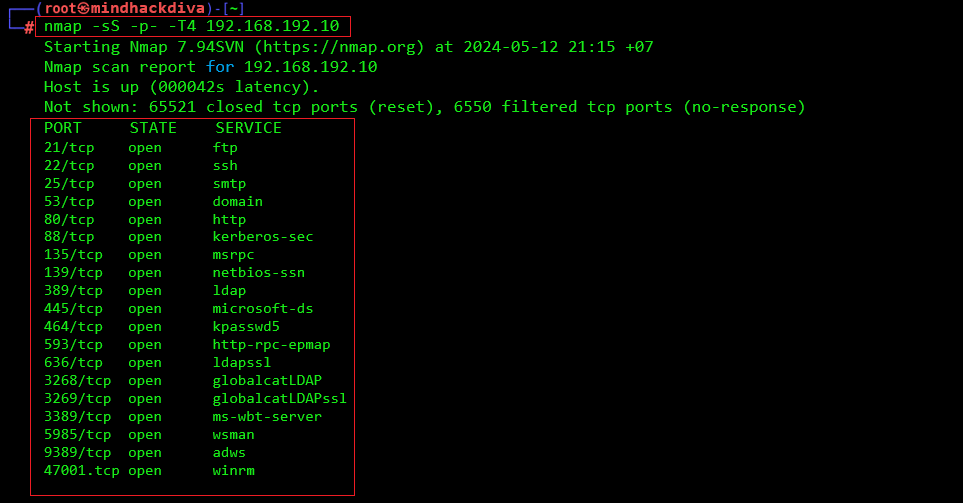 ┌──(root㉿mindhackdiva)-[~]
└─# nmap -sS -p- -T4 192.168.192.10
Starting Nmap 7.94SVN (https://nmap.org) at 2024-05-12 21:15 +07
Nmap scan report for 192.168.192.10
Host is up (000042s latency).
Not shown: 65521 closed tcp ports (reset), 6550 filtered tcp ports (no-response)
PORT STATE SERVICE
21/tcp open ftp
22/tcp open ssh
25/tcp open smtp
53/tcp open domain
80/tcp open http
88/tcp open kerberos-sec
135/tcp open msrpc
139/tcp open netbios-ssn
389/tcp open ldap
445/tcp open microsoft-ds
464/tcp open kpasswd5
593/tcp open http-rpc-epmap
636/tcp open ldapssl
3268/tcp open globalcatLDAP
3269/tcp open globalcatLDAPssl
3389/tcp open ms-wbt-server
5985/tcp open wsman
9389/tcp open adws
47001.tcp open winrm